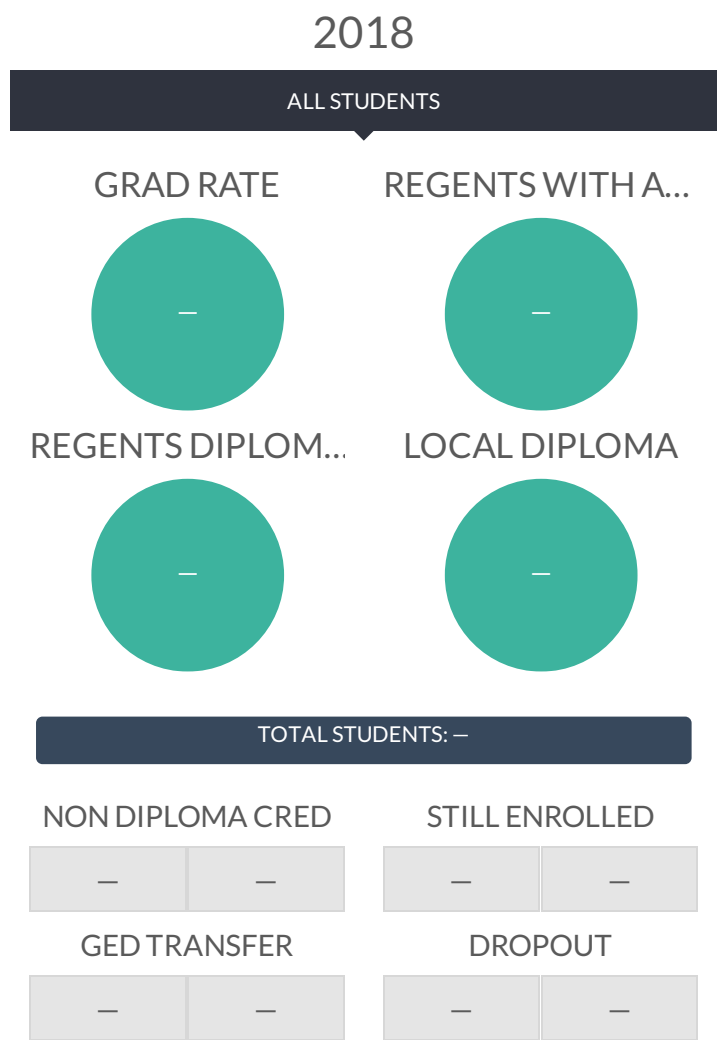 2018
ALL STUDENTS
GRAD RATE
REGENTS WITH A...
—
—
REGENTS DIPLOM...
LOCAL DIPLOMA
—
—
TOTAL STUDENTS: —
NON DIPLOMA CRED
STILL ENROLLED
— —
— —
GED TRANSFER
DROPOUT
— —
— —